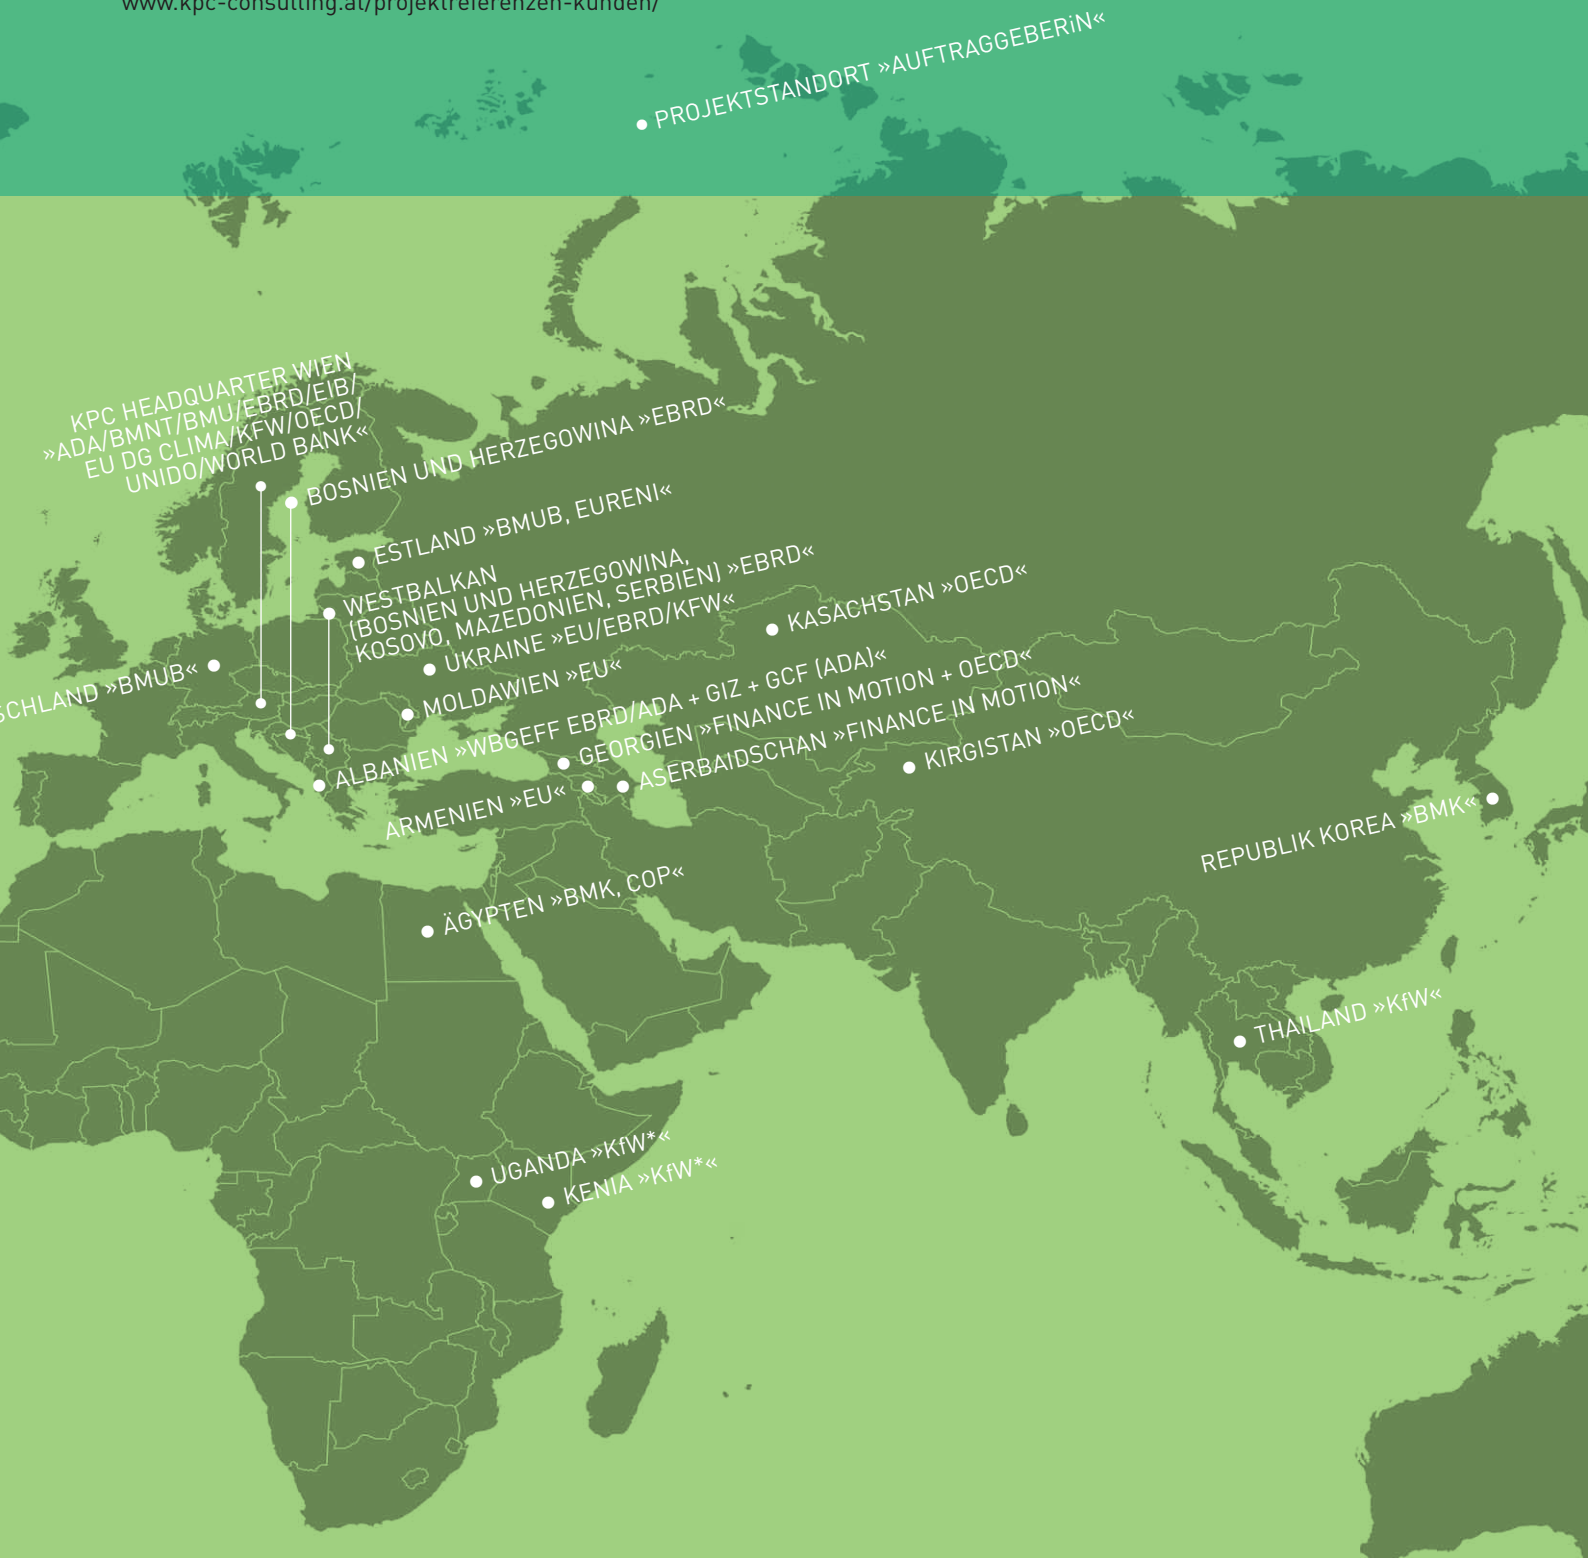 www.kpc-consulting.at/projektreferenzen-kunden/
PROJEKTSTANDORT »AUFTRAGGEBERiN«
KPC HEADQUARTER WIEN
»ADA/BMNT/BMU/EBRD/EIB/
EU DG CLIMA/KFW/OECD/
UNIDO/WORLD BANK«
BOSNIEN UND HERZEGOWINA »EBRD«
ESTLAND »BMUB, EURENI«
WESTBALKAN
(BOSNIEN UND HERZEGOWINA,
KOSOVO, MAZEDONIEN, SERBIEN) »EBRD«
KASACHSTAN »OECD«
UKRAINE »EU/EBRD/KFW«
SCHLAND »BMUB«
MOLDAWIEN »EU«
ALBANIEN »WBGEFF EBRD/ADA + GIZ + GCF (ADA)«
GEORGIEN »FINANCE IN MOTION + OECD«
ASERBAIDSCHAN »FINANCE IN MOTION«
KIRGISTAN »OECD«
ARMENIEN »EU«
REPUBLIK KOREA »BMK«
ÄGYPTEN »BMK, COP«
THAILAND »KfW«
UGANDA »KfW*«
KENIA »KfW*«